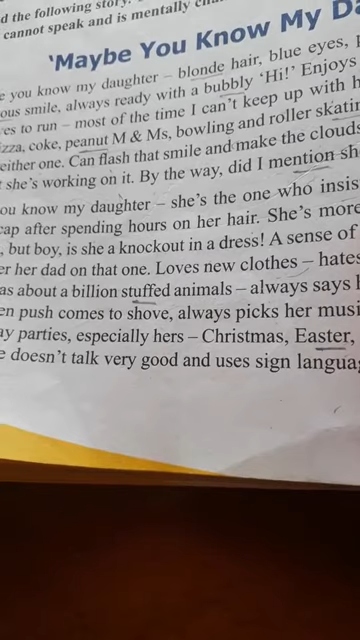 d the following story.
cannot speak and is mentally
'Maybe You Know My Da
e you know my daughter – blonde hair, blue eyes, p
ous smile, always ready with a bubbly 'Hi!' Enjoys
es to run – most of the time I can't keep up with h
zza, coke, peanut M & Ms, bowling and roller skatin
either one. Can flash that smile and make the clouds
she's working on it. By the way, did I mention sh
ou know my daughter – she's the one who insis
cap after spending hours on her hair. She's more
, but boy, is she a knockout in a dress! A sense of
er her dad on that one. Loves new clothes – hates
as about a billion stuffed animals – always says h
en push comes to shove, always picks her musi
ay parties, especially hers – Christmas, Easter,
e doesn't talk very good and uses sign langua